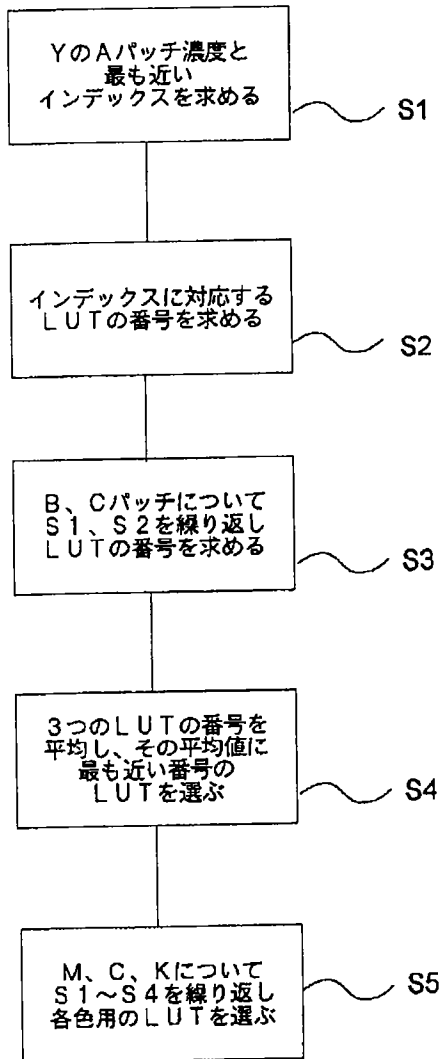 YのAパッチ濃度と
最も近い
インデックスを求める
S1
インデックスに対応する
LUTの番号を求める
S2
B、Cパッチについて
S1、S2を繰り返し
LUTの番号を求める
S3
3つのLUTの番号を
平均し、その平均値に
最も近い番号の
LUTを選ぶ
S4
M、C、Kについて
S1~S4を繰り返し
各色用のLUTを選ぶ
S5